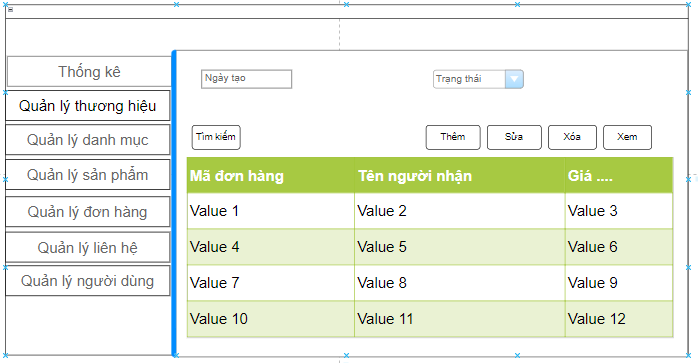 Thống kê
Quản lý thương hiệu
Quản lý danh mục
Quản lý sản phẩm
Quản lý đơn hàng
Quản lý liên hệ
Quản lý người dùng
Ngày tạo
Trạng thái
Tìm kiếm
Thêm
Sửa
Xóa
Xem
Mã đơn hàng Tên người nhận Giá ....
Value 1 Value 2 Value 3
Value 4 Value 5 Value 6
Value 7 Value 8 Value 9
Value 10 Value 11 Value 12